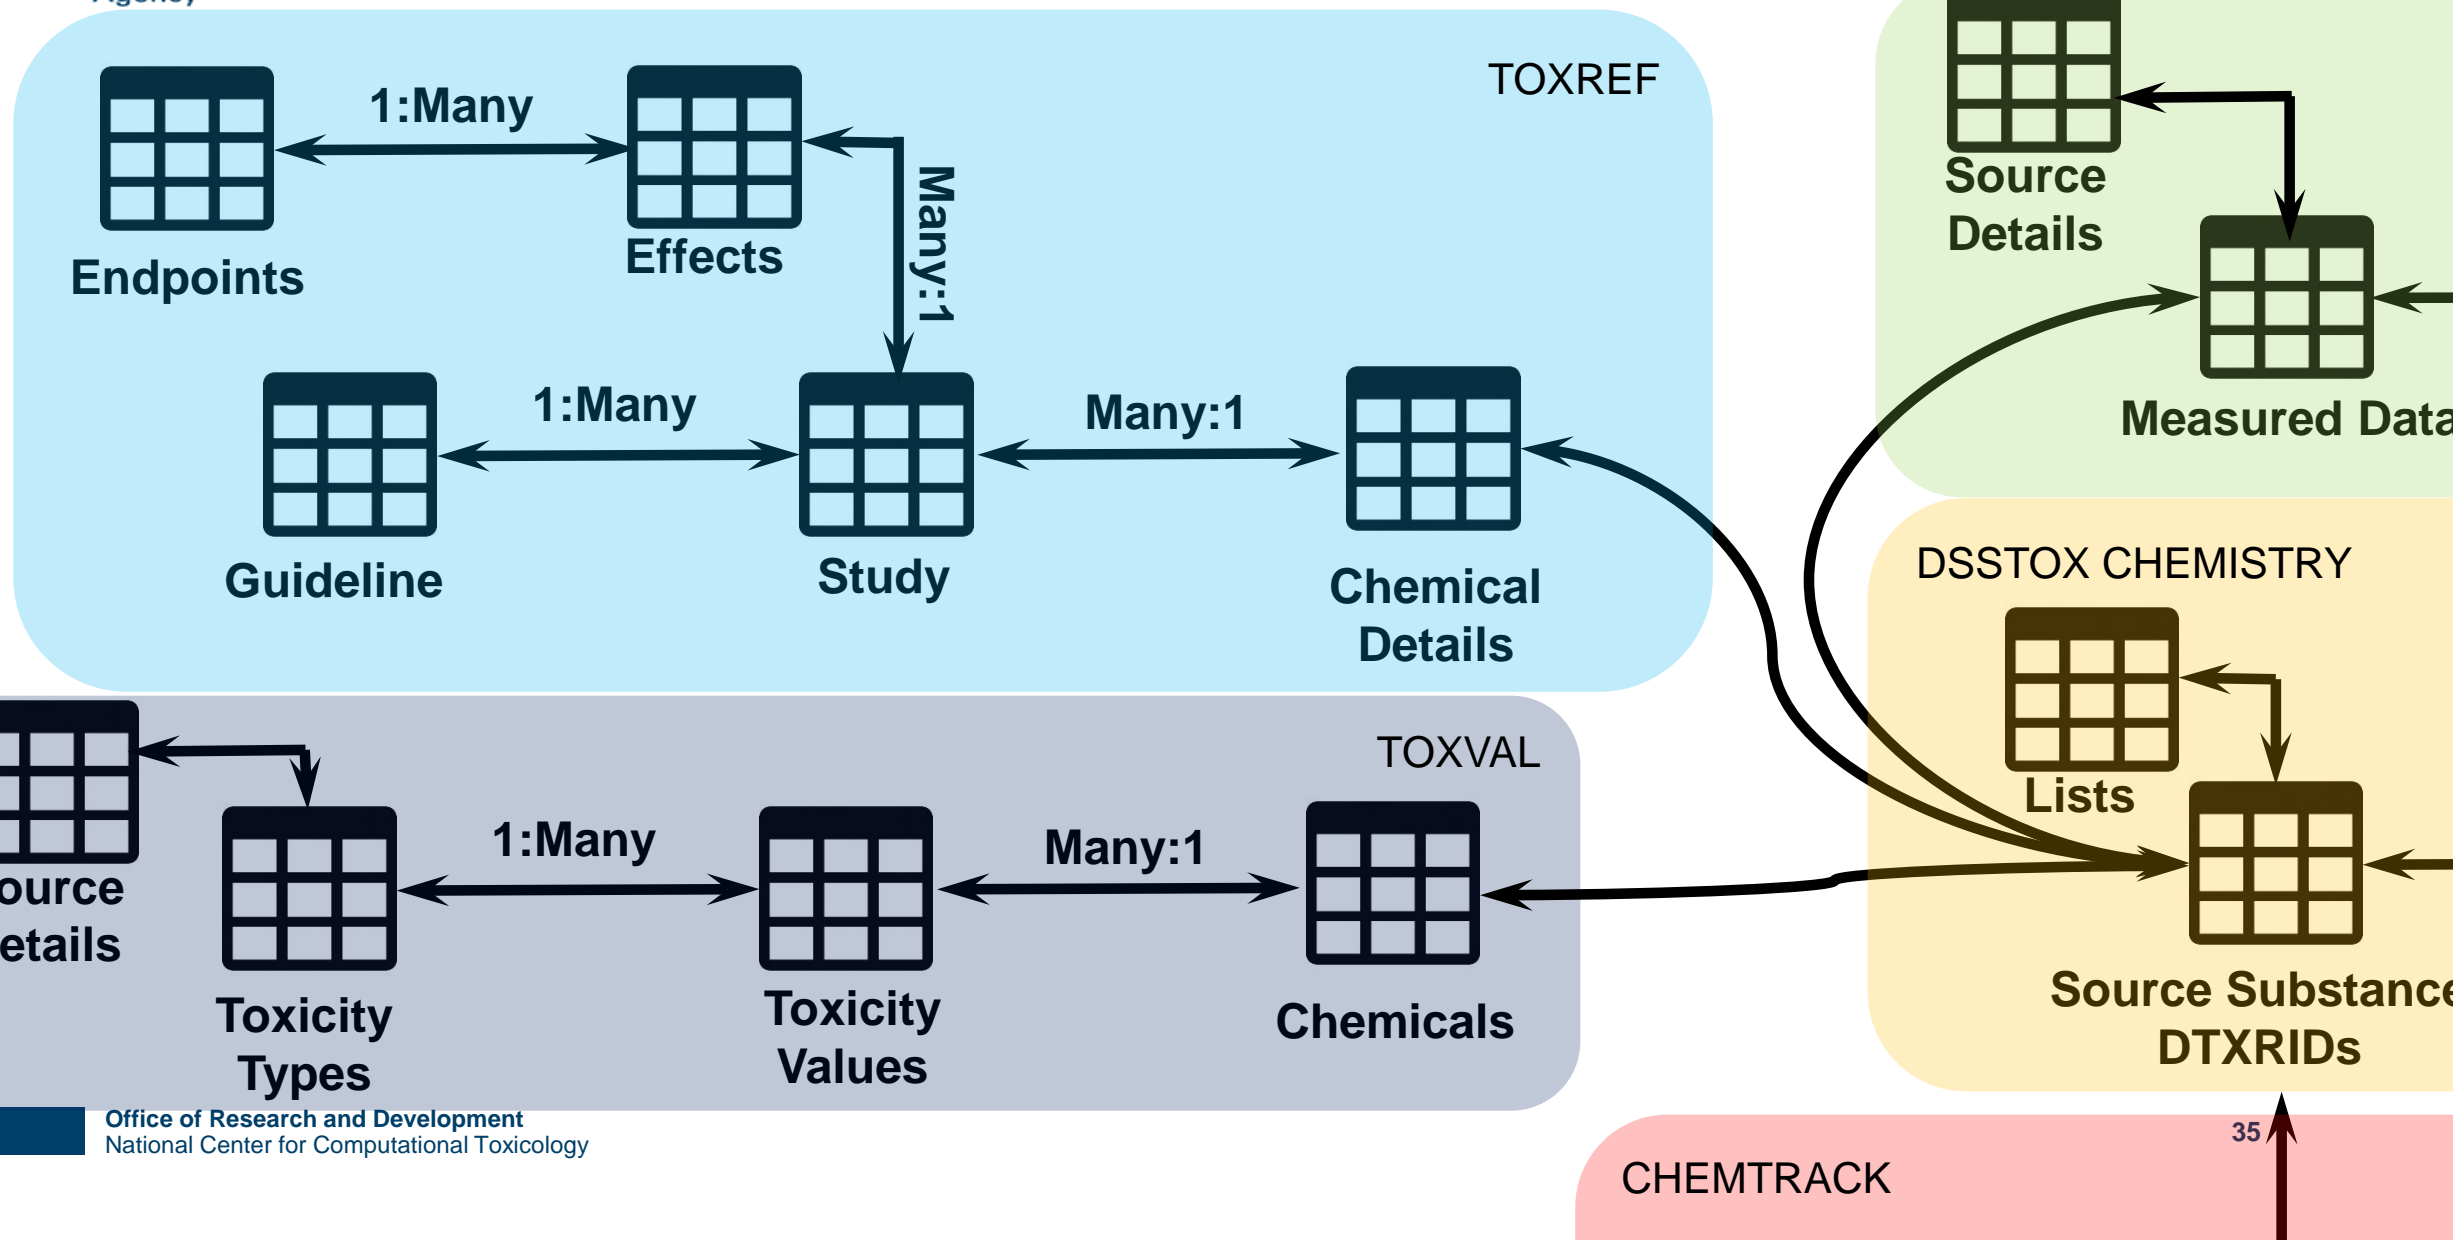 TOXREF
1:Many
Many:1
Endpoints
Effects
1:Many
Many:1
Guideline
Study
Chemical
Details
Source
Details
Measured Data
DSSTOX CHEMISTRY
Lists
Source Substance
DTXRIDs
TOXVAL
1:Many
Many:1
Toxicity
Types
Toxicity
Values
Chemicals
Office of Research and Development
National Center for Computational Toxicology
35
CHEMTRACK